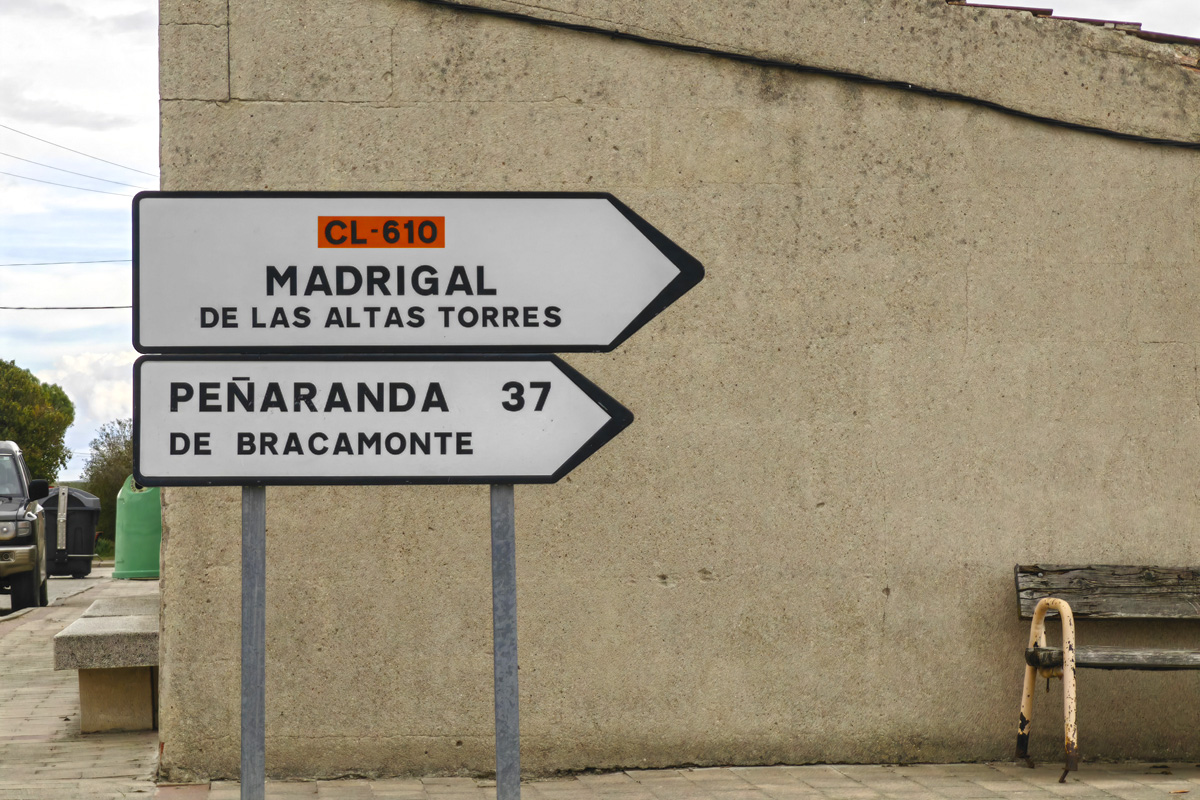 CL-610
MADRIGAL
DE LAS ALTAS TORRES
PEÑARANDA 37
DE BRACAMONTE